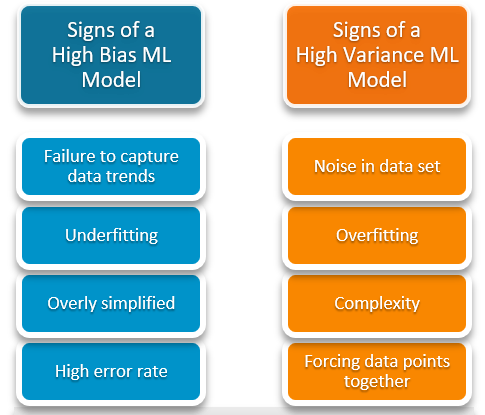 Signs of a
High Bias ML
Model
Failure to capture
data trends
Underfitting
Overly simplified
High error rate
Signs of a
High Variance ML
Model
Noise in data set
Overfitting
Complexity
Forcing data points
together